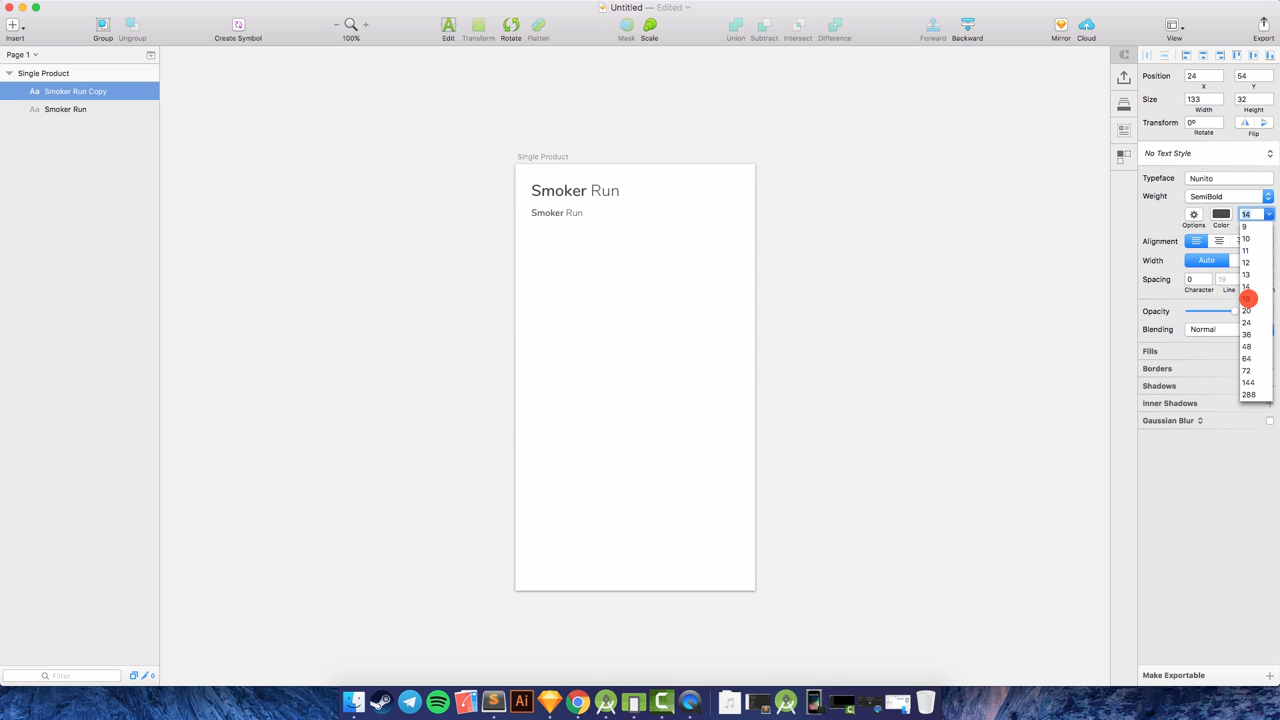 Untitled — Edited
Insert
Group
Ungroup
Create Symbol
100%
Edit
Transform
Rotate
Flatten
Mask
Scale
Union
Subtract
Intersect
Difference
Forward
Backward
Mirror
Cloud
View
Export
Page 1
Single Product
Aa Smoker Run Copy
Aa Smoker Run
Filter
0
Single Product
Smoker Run
Smoker Run
Position 24 54
X Y
Size 133 32
Width Height
Transform 0º
Rotate Flip
No Text Style
Typeface Nunito
Weight SemiBold
14
Options Color
9
10
11
12
13
14
20
24
36
48
64
72
144
288
Alignment
Width Auto
Spacing 0 19
Character Line
Opacity
Blending Normal
Fills
Borders
Shadows
Inner Shadows
Gaussian Blur
Make Exportable
Ai